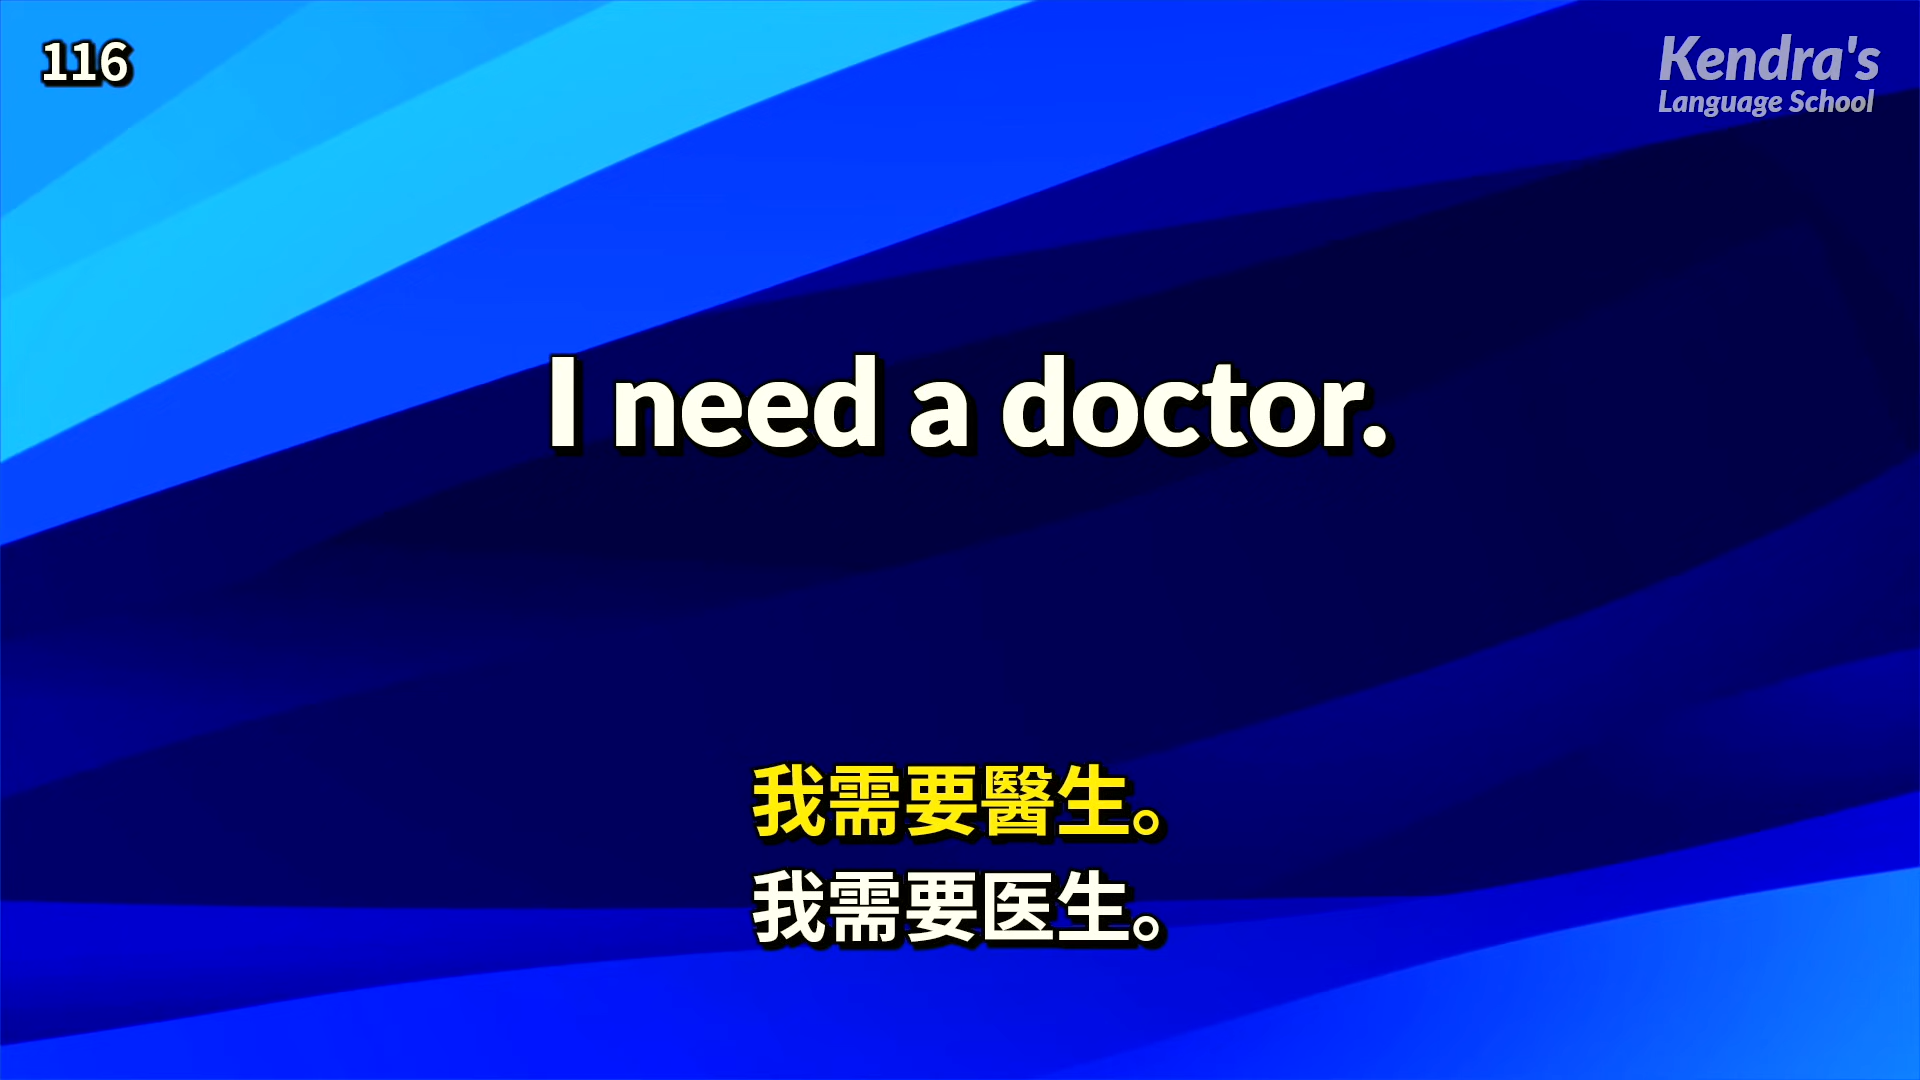 116
Kendra's
Language School
I need a doctor.
我需要醫生。
我需要医生。